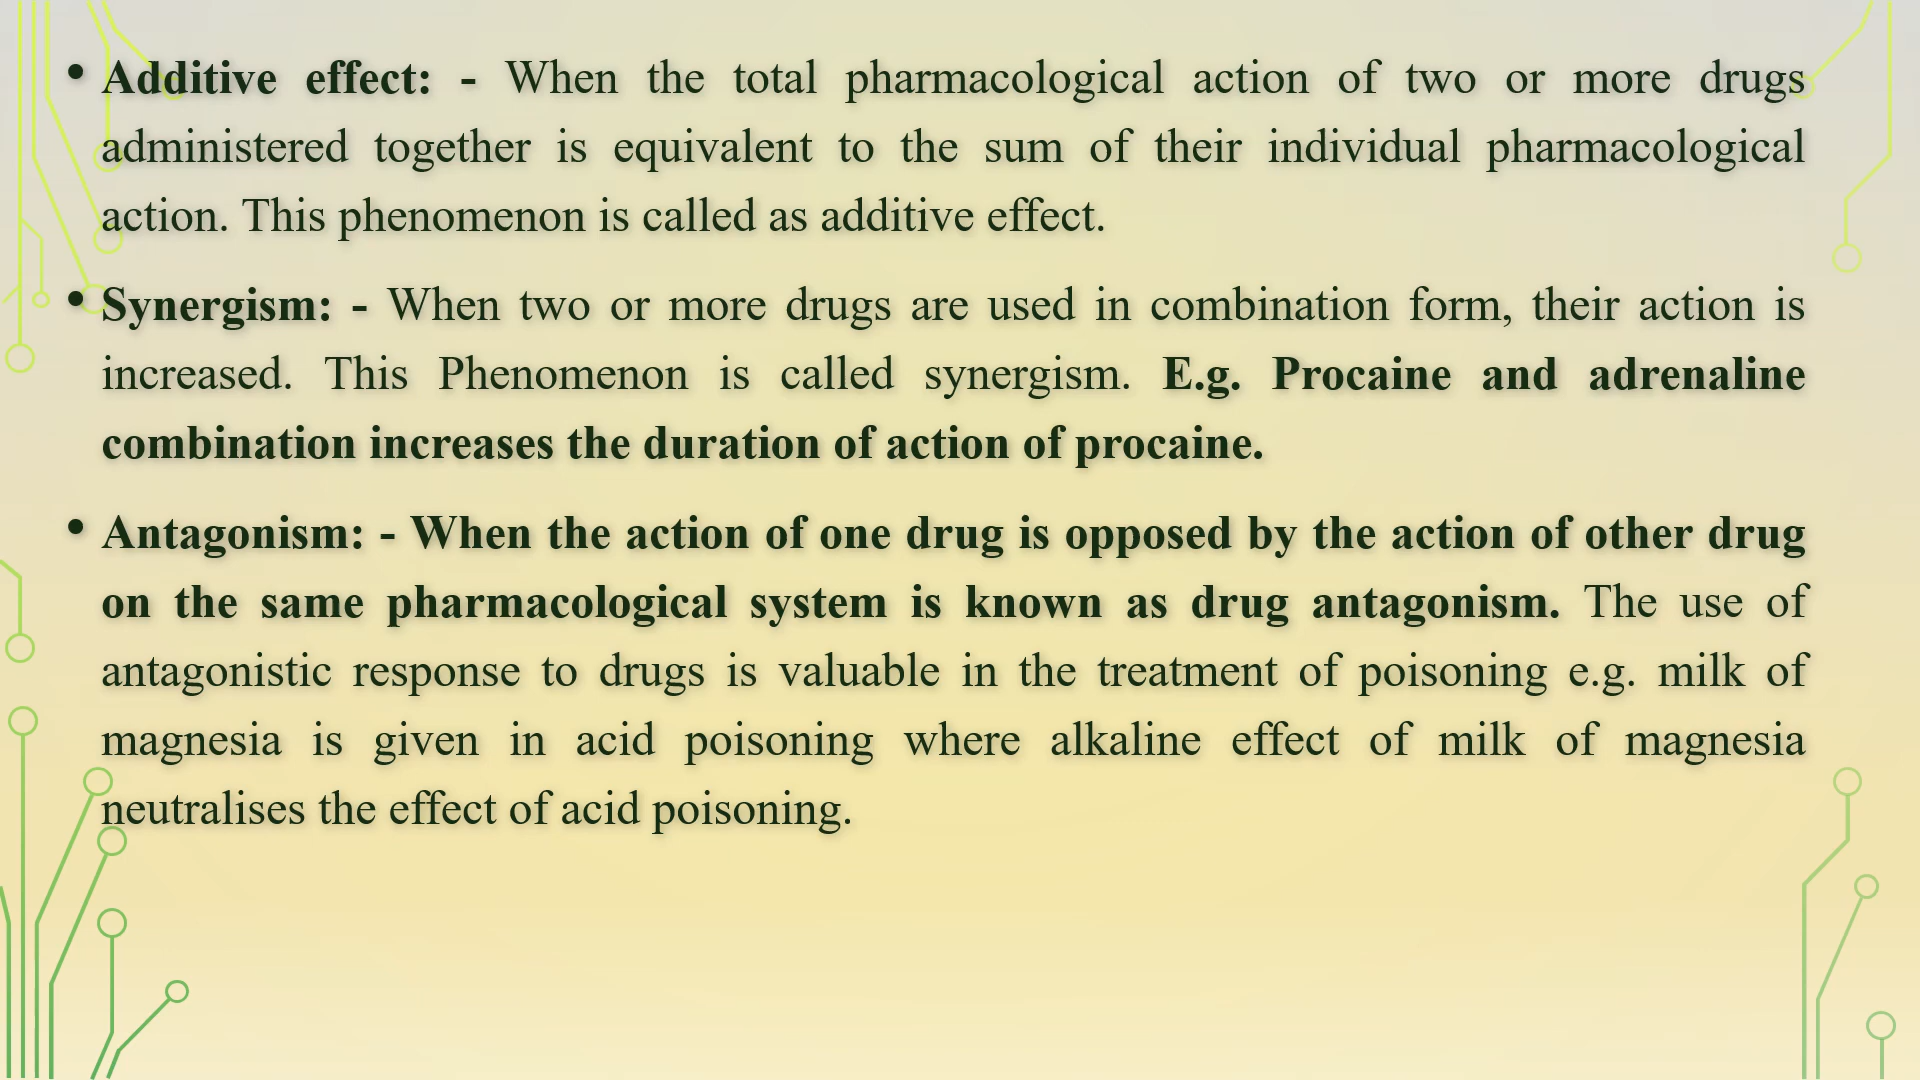 • Additive effect: - When the total pharmacological action of two or more drugs
administered together is equivalent to the sum of their individual pharmacological
action. This phenomenon is called as additive effect.
• Synergism: - When two or more drugs are used in combination form, their action is
increased. This Phenomenon is called synergism. E.g. Procaine and adrenaline
combination increases the duration of action of procaine.
• Antagonism: - When the action of one drug is opposed by the action of other drug
on the same pharmacological system is known as drug antagonism. The use of
antagonistic response to drugs is valuable in the treatment of poisoning e.g. milk of
magnesia is given in acid poisoning where alkaline effect of milk of magnesia
neutralises the effect of acid poisoning.